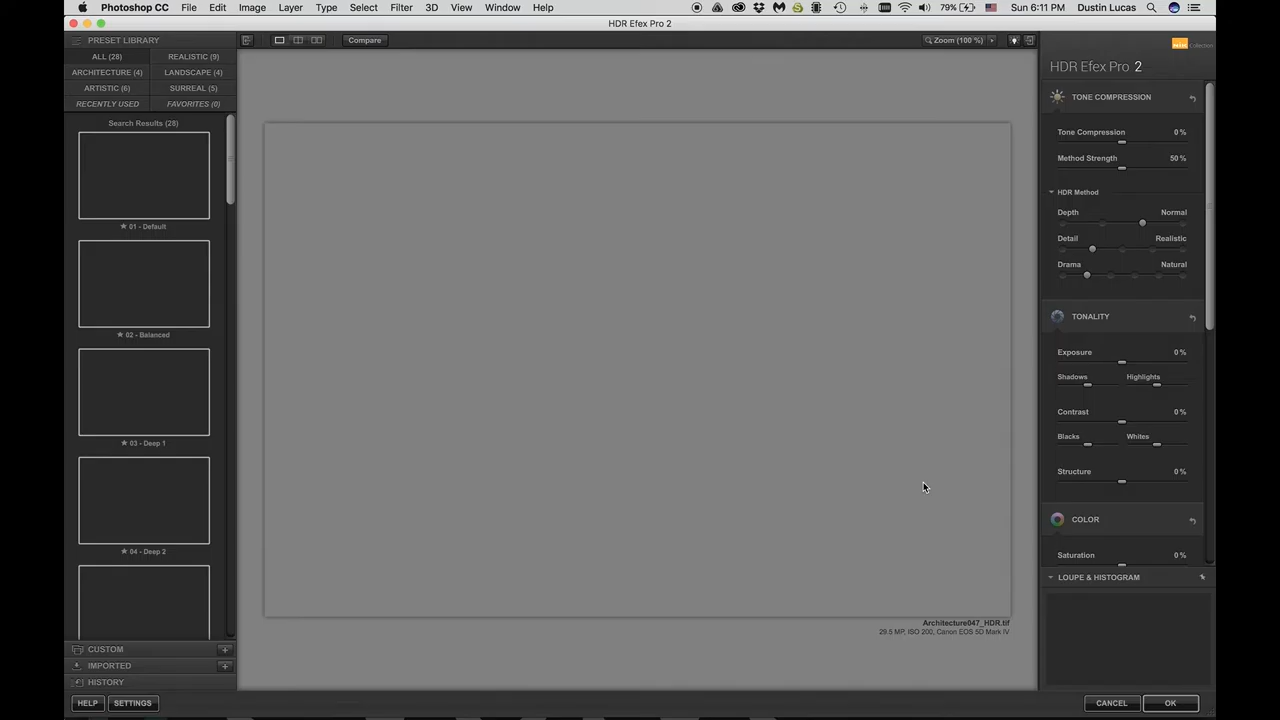 Photoshop CC File Edit Image Layer Type Select Filter 3D View Window Help 79% Sun 6:11 PM Dustin Lucas
HDR Efex Pro 2
PRESET LIBRARY
ALL (28) REALISTIC (9)
ARCHITECTURE (4) LANDSCAPE (4)
ARTISTIC (6) SURREAL (5)
RECENTLY USED FAVORITES (0)
Search Results (28)
★ 01 - Default
★ 02 - Balanced
★ 03 - Deep 1
★ 04 - Deep 2
CUSTOM
IMPORTED
HISTORY
HELP SETTINGS
Compare
Zoom (100 %)
Architecture047_HDR.tif
29.5 MP, ISO 200, Canon EOS 5D Mark IV
Collection
HDR Efex Pro 2
TONE COMPRESSION
Tone Compression 0 %
Method Strength 50 %
HDR Method
Depth Normal
Detail Realistic
Drama Natural
TONALITY
Exposure 0 %
Shadows Highlights
Contrast 0 %
Blacks Whites
Structure 0 %
COLOR
Saturation 0 %
LOUPE & HISTOGRAM
CANCEL OK